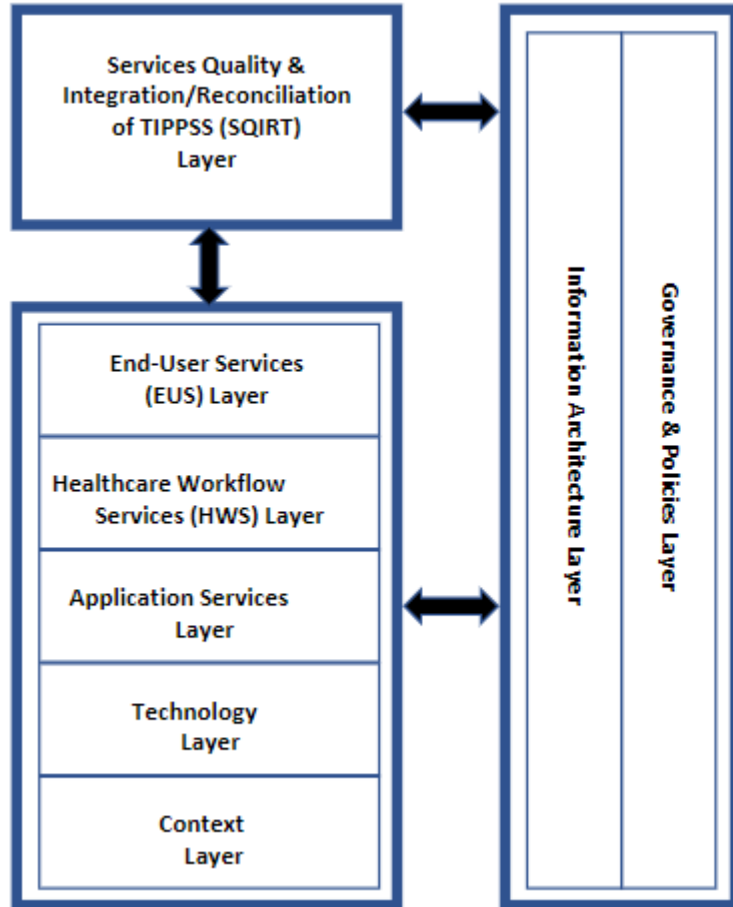 Services Quality &
Integration/Reconciliation
of TIPPSS (SQIRT)
Layer
End-User Services
(EUS) Layer
Healthcare Workflow
Services (HWS) Layer
Application Services
Layer
Technology
Layer
Context
Layer
Information Architecture Layer
Governance & Policies Layer